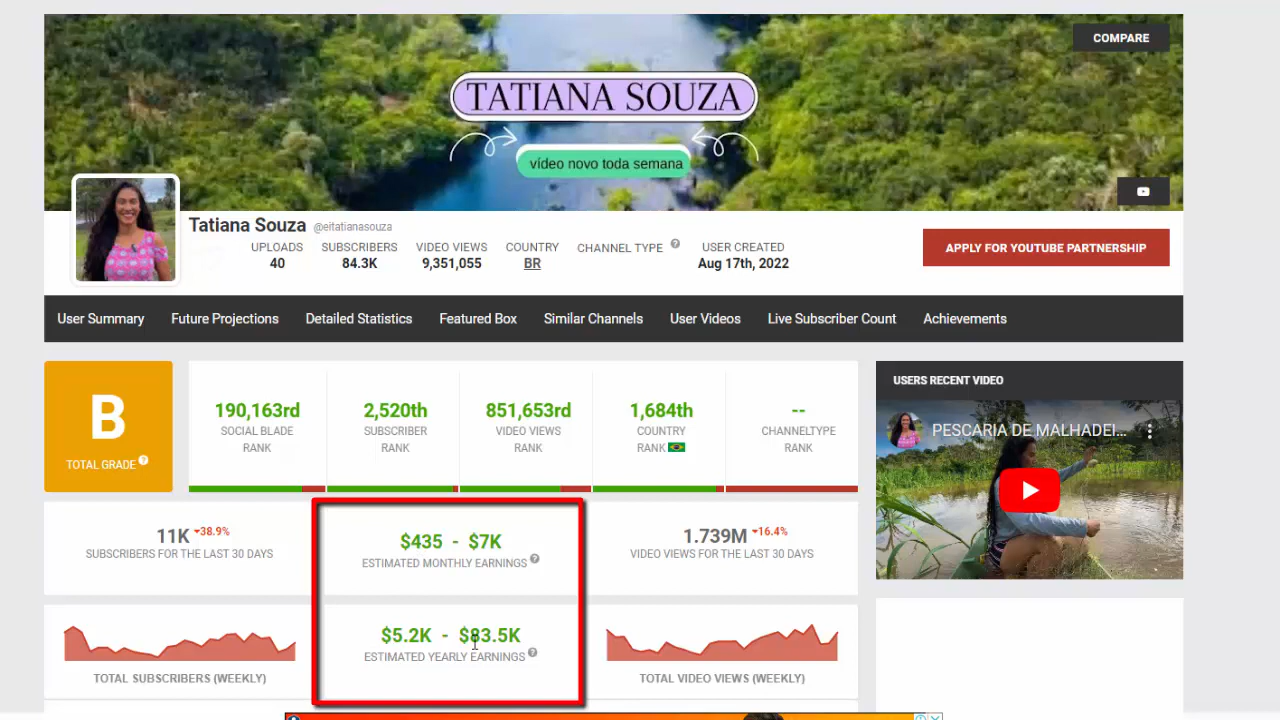 COMPARE
TATIANA SOUZA
vídeo novo toda semana
Tatiana Souza @eitatianasouza
UPLOADS SUBSCRIBERS VIDEO VIEWS COUNTRY CHANNEL TYPE ? USER CREATED
40 84.3K 9,351,055 BR Aug 17th, 2022
APPLY FOR YOUTUBE PARTNERSHIP
User Summary Future Projections Detailed Statistics Featured Box Similar Channels User Videos Live Subscriber Count Achievements
B
TOTAL GRADE ?
190,163rd
SOCIAL BLADE
RANK
2,520th
SUBSCRIBER
RANK
851,653rd
VIDEO VIEWS
RANK
1,684th
COUNTRY
RANK
--
CHANNELTYPE
RANK
USERS RECENT VIDEO
PESCARIA DE MALHADEI...
11K 38.9%
SUBSCRIBERS FOR THE LAST 30 DAYS
$435 - $7K
ESTIMATED MONTHLY EARNINGS ?
1.739M 16.4%
VIDEO VIEWS FOR THE LAST 30 DAYS
TOTAL SUBSCRIBERS (WEEKLY)
$5.2K - $83.5K
ESTIMATED YEARLY EARNINGS ?
TOTAL VIDEO VIEWS (WEEKLY)